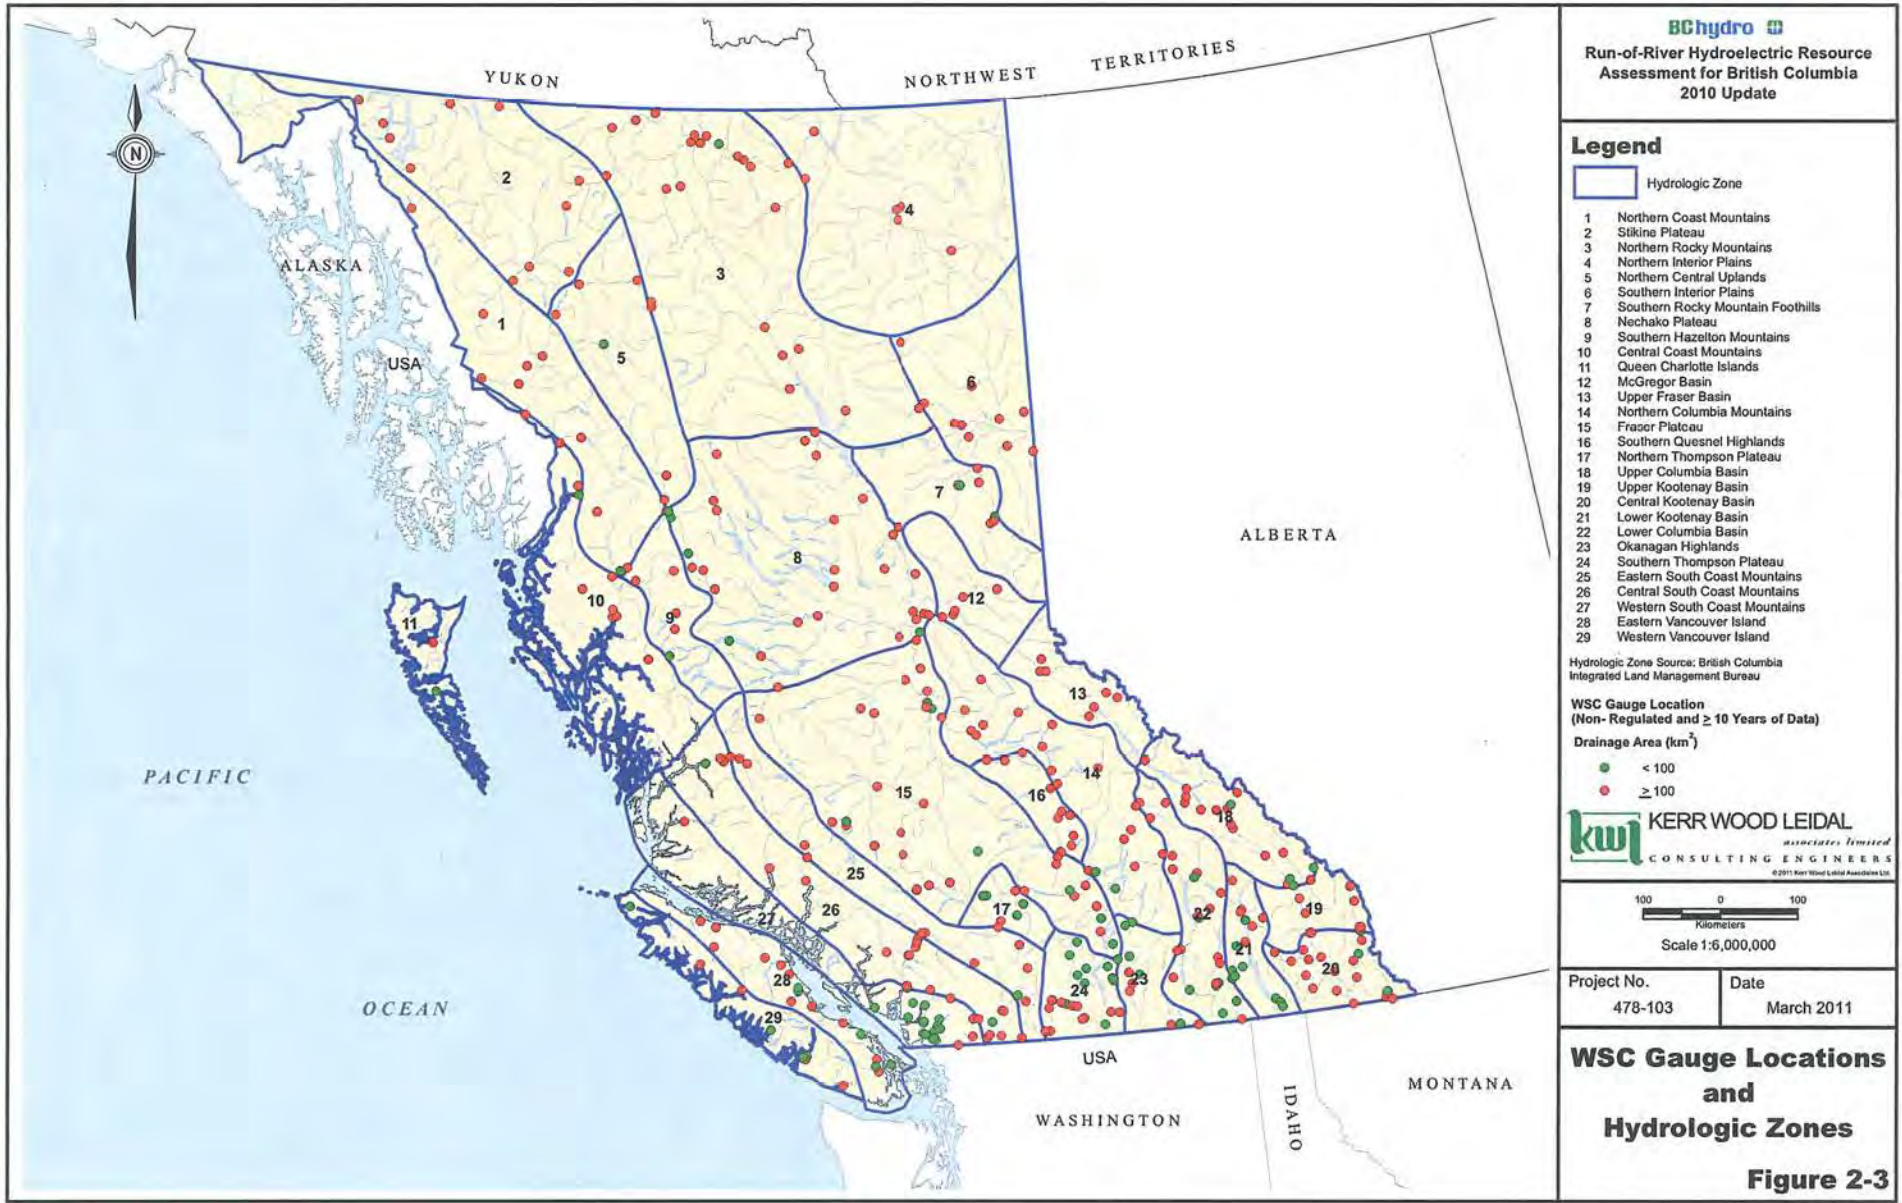 YUKON
NORTHWEST TERRITORIES
N
2
4
ALASKA
3
1
USA
5
6
7
ALBERTA
8
10
9
12
11
13
PACIFIC
14
15
16
18
25
17
26
22
19
27
21
28
23
20
24
29
OCEAN
USA
WASHINGTON
IDAHO
MONTANA
BChydro
Run-of-River Hydroelectric Resource
Assessment for British Columbia
2010 Update
Legend
Hydrologic Zone
1 Northern Coast Mountains
2 Stikine Plateau
3 Northern Rocky Mountains
4 Northern Interior Plains
5 Northern Central Uplands
6 Southern Interior Plains
7 Southern Rocky Mountain Foothills
8 Nechako Plateau
9 Southern Hazelton Mountains
10 Central Coast Mountains
11 Queen Charlotte Islands
12 McGregor Basin
13 Upper Fraser Basin
14 Northern Columbia Mountains
15 Fraser Plateau
16 Southern Quesnel Highlands
17 Northern Thompson Plateau
18 Upper Columbia Basin
19 Upper Kootenay Basin
20 Central Kootenay Basin
21 Lower Kootenay Basin
22 Lower Columbia Basin
23 Okanagan Highlands
24 Southern Thompson Plateau
25 Eastern South Coast Mountains
26 Central South Coast Mountains
27 Western South Coast Mountains
28 Eastern Vancouver Island
29 Western Vancouver Island
Hydrologic Zone Source: British Columbia
Integrated Land Management Bureau
WSC Gauge Location
(Non- Regulated and ≥ 10 Years of Data)
Drainage Area (km²)
< 100
≥ 100
kwl KERR WOOD LEIDAL
associates limited
CONSULTING ENGINEERS
©2011 Kerr Wood Leidal Associates Ltd.
100 0 100
Kilometers
Scale 1:6,000,000
Project No.
478-103
Date
March 2011
WSC Gauge Locations
and
Hydrologic Zones
Figure 2-3